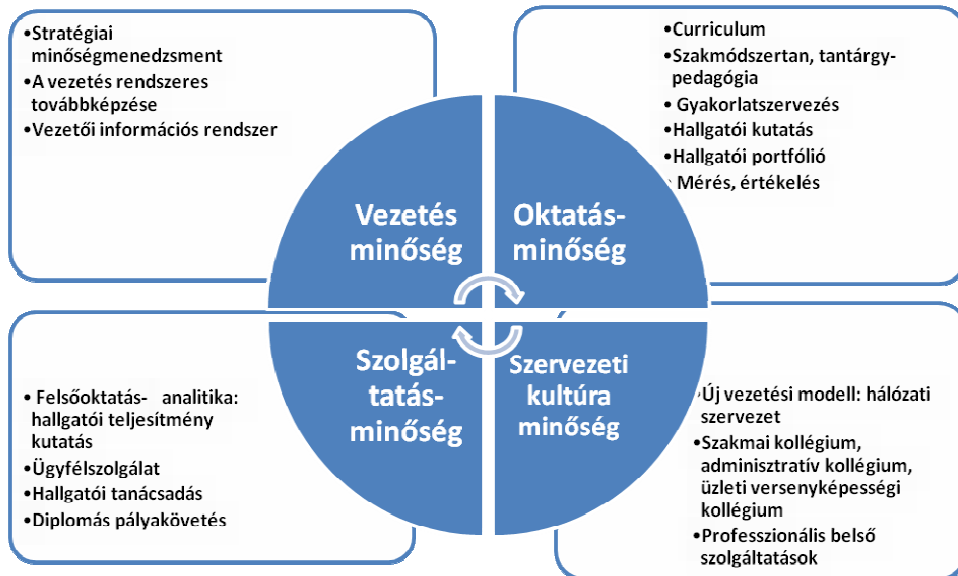 •Stratégiai
minőségmenedzsment
•A vezetés rendszeres
továbbképzése
•Vezetői információs rendszer
•Curriculum
•Szakmódszertan, tantárgy-
pedagógia
• Gyakorlatszervezés
•Hallgatói kutatás
•Hallgatói portfólió
• Mérés, értékelés
Vezetés
minőség
Oktatás-
minőség
Szolgál-
tatás-
minőség
Szervezeti
kultúra
minőség
• Felsőoktatás- analitika:
hallgatói teljesítmény
kutatás
•Ügyfélszolgálat
•Hallgatói tanácsadás
•Diplomás pályakövetés
•Új vezetési modell: hálózati
szervezet
•Szakmai kollégium,
adminisztratív kollégium,
üzleti versenyképességi
kollégium
•Professzionális belső
szolgáltatások